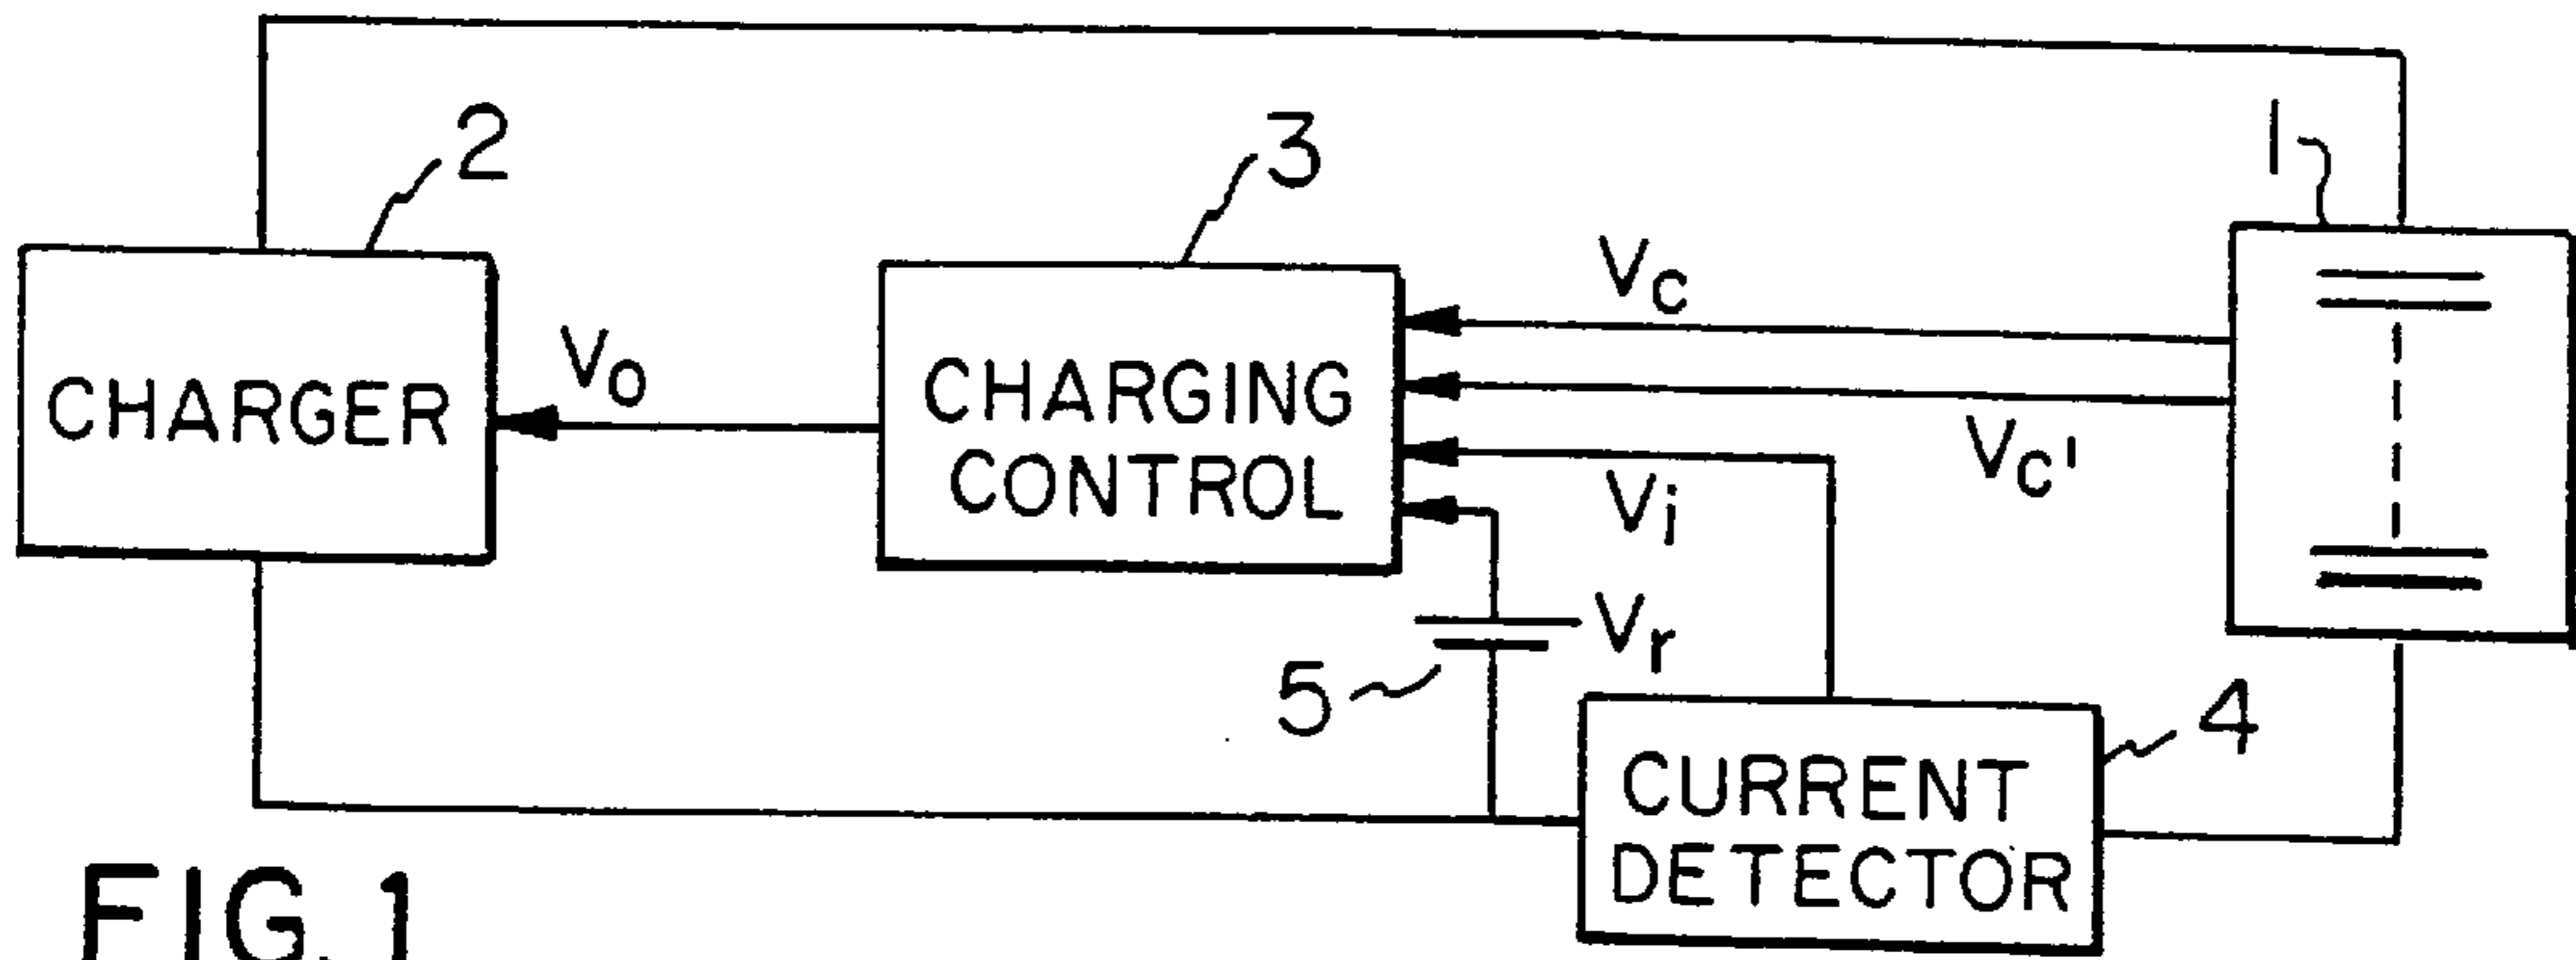 2
3
1
CHARGER
Vo
CHARGING
CONTROL
Vc
Vc'
Vi
Vr
5
4
CURRENT
DETECTOR
FIG. 1